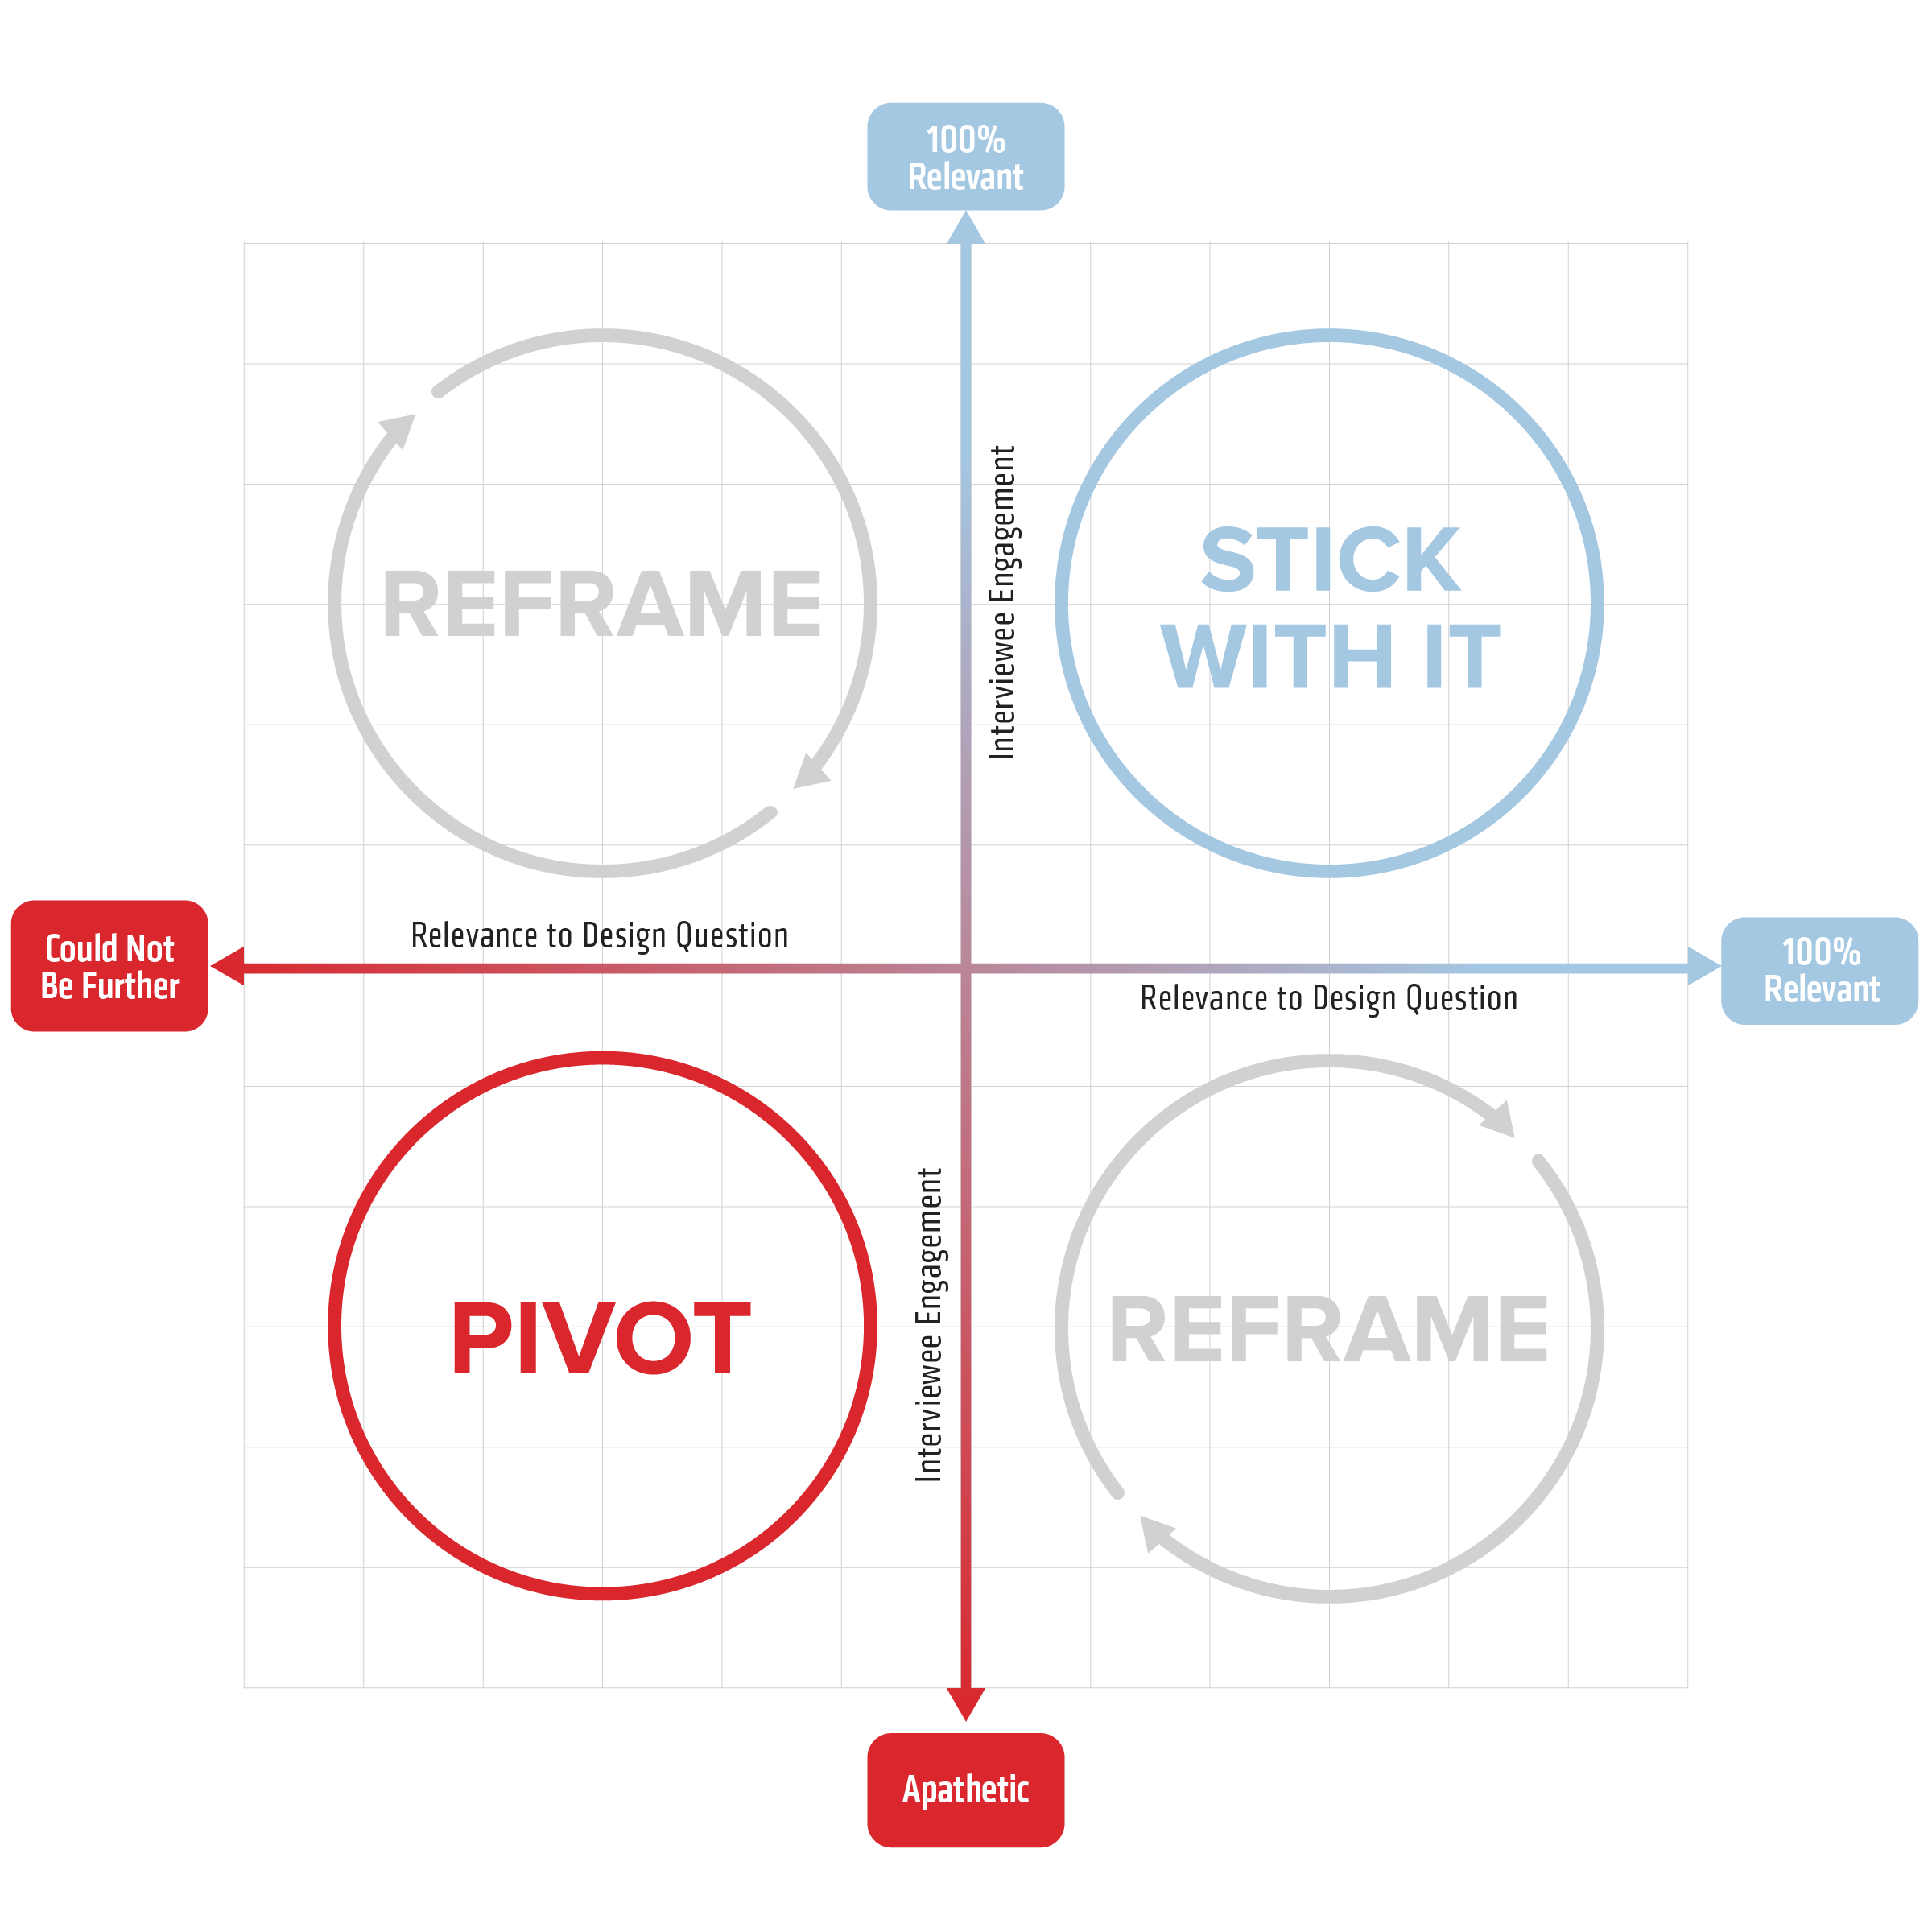 100%
Relevant
Interviewee Engagement
REFRAME
STICK
WITH IT
Could Not
Be Further
Relevance to Design Question
Relevance to Design Question
100%
Relevant
PIVOT
Interviewee Engagement
REFRAME
Apathetic